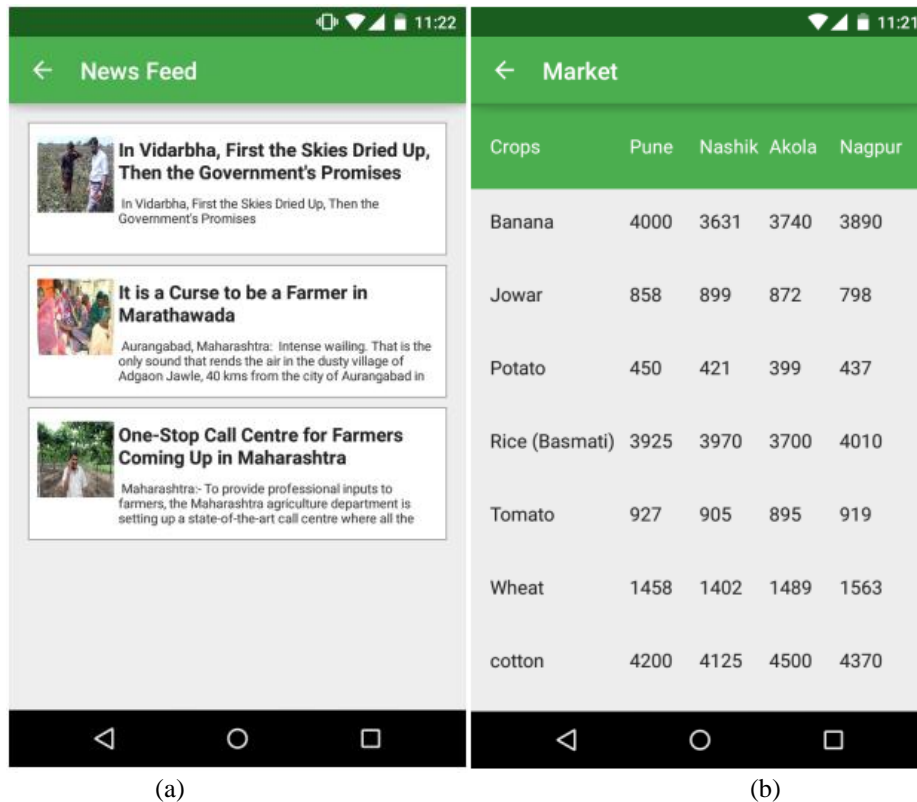 11:22
News Feed
In Vidarbha, First the Skies Dried Up,
Then the Government's Promises
In Vidarbha, First the Skies Dried Up, Then the
Government's Promises
It is a Curse to be a Farmer in
Marathawada
Aurangabad, Maharashtra: Intense wailing. That is the
only sound that rends the air in the dusty village of
Adgaon Jawle, 40 kms from the city of Aurangabad in
One-Stop Call Centre for Farmers
Coming Up in Maharashtra
Maharashtra:- To provide professional inputs to
farmers, the Maharashtra agriculture department is
setting up a state-of-the-art call centre where all the
(a)
11:21
Market
Crops Pune Nashik Akola Nagpur
Banana 4000 3631 3740 3890
Jowar 858 899 872 798
Potato 450 421 399 437
Rice (Basmati) 3925 3970 3700 4010
Tomato 927 905 895 919
Wheat 1458 1402 1489 1563
cotton 4200 4125 4500 4370
(b)